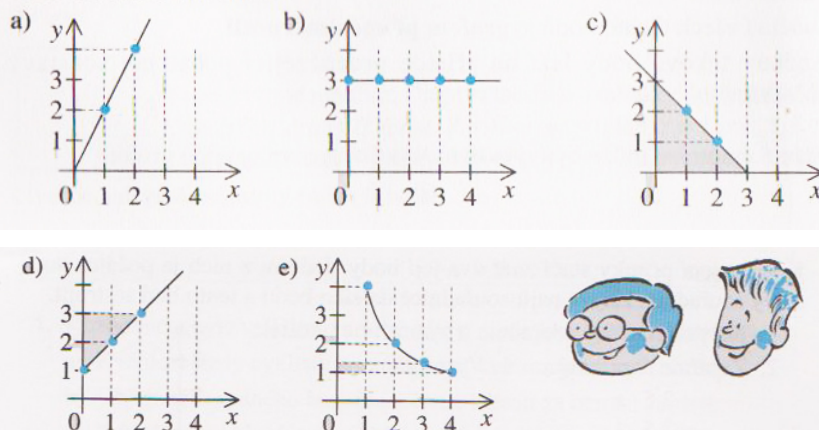 a) y 3 2 1 0 1 2 3 4 x
b) y 3 2 1 0 1 2 3 4 x
c) y 3 2 1 0 1 2 3 4 x
d) y 3 2 1 0 1 2 3 4 x
e) y 3 2 1 0 1 2 3 4 x